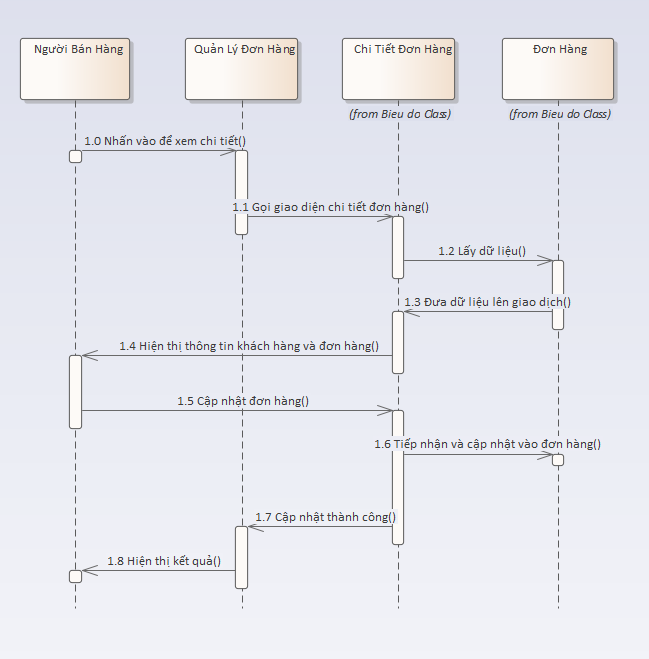 Người Bán Hàng
Quản Lý Đơn Hàng
Chi Tiết Đơn Hàng
Đơn Hàng
(from Bieu do Class)
(from Bieu do Class)
1.0 Nhấn vào để xem chi tiết()
1.1 Gọi giao diện chi tiết đơn hàng()
1.2 Lấy dữ liệu()
1.3 Đưa dữ liệu lên giao dịch()
1.4 Hiện thị thông tin khách hàng và đơn hàng()
1.5 Cập nhật đơn hàng()
1.6 Tiếp nhận và cập nhật vào đơn hàng()
1.7 Cập nhật thành công()
1.8 Hiện thị kết quả()